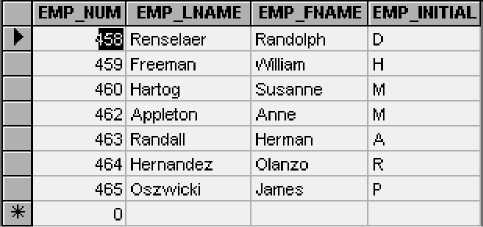 EMP_NUM EMP_LNAME EMP_FNAME EMP_INITIAL
458 Renselaer Randolph D
459 Freeman William H
460 Hartog Susanne M
462 Appleton Anne M
463 Randall Herman A
464 Hernandez Olanzo R
465 Oszwicki James P
0